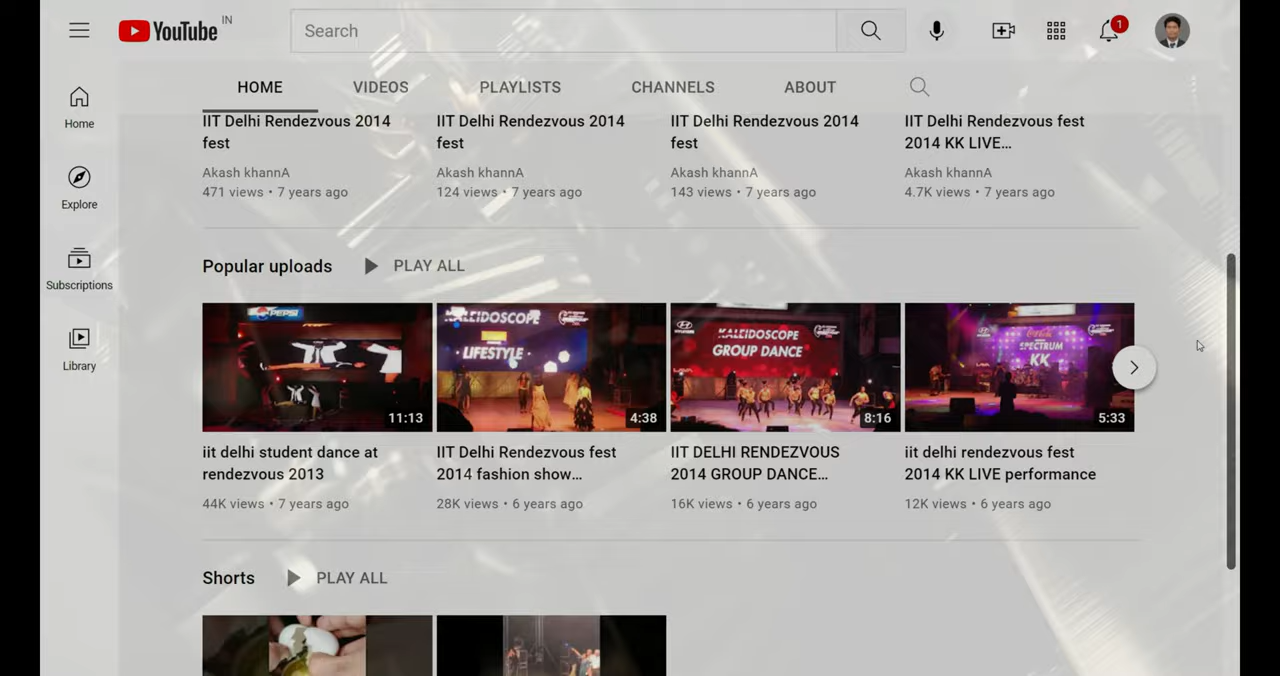 YouTube IN
Search
1
Home
Explore
Subscriptions
Library
HOME VIDEOS PLAYLISTS CHANNELS ABOUT
IIT Delhi Rendezvous 2014
fest
Akash khannA
471 views • 7 years ago
IIT Delhi Rendezvous 2014
fest
Akash khannA
124 views • 7 years ago
IIT Delhi Rendezvous 2014
fest
Akash khannA
143 views • 7 years ago
IIT Delhi Rendezvous fest
2014 KK LIVE...
Akash khannA
4.7K views • 7 years ago
Popular uploads PLAY ALL
PEPSI
11:13
iit delhi student dance at
rendezvous 2013
44K views • 7 years ago
KALEIDOSCOPE
LIFESTYLE
4:38
IIT Delhi Rendezvous fest
2014 fashion show...
28K views • 6 years ago
HYUNDAI
KALEIDOSCOPE
GROUP DANCE
8:16
IIT DELHI RENDEZVOUS
2014 GROUP DANCE...
16K views • 6 years ago
Coca-Cola
SPECTRUM
KK
5:33
iit delhi rendezvous fest
2014 KK LIVE performance
12K views • 6 years ago
Shorts PLAY ALL